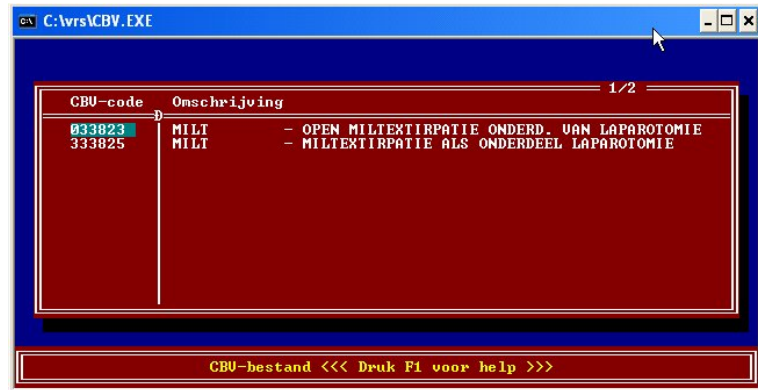 C:\vrs\CBV.EXE
1/2
CBV-code Omschrijving
033823 MILT - OPEN MILTEXTIRPATIE ONDERD. VAN LAPAROTOMIE
333825 MILT - MILTEXTIRPATIE ALS ONDERDEEL LAPAROTOMIE
CBV-bestand <<< Druk F1 voor help >>>